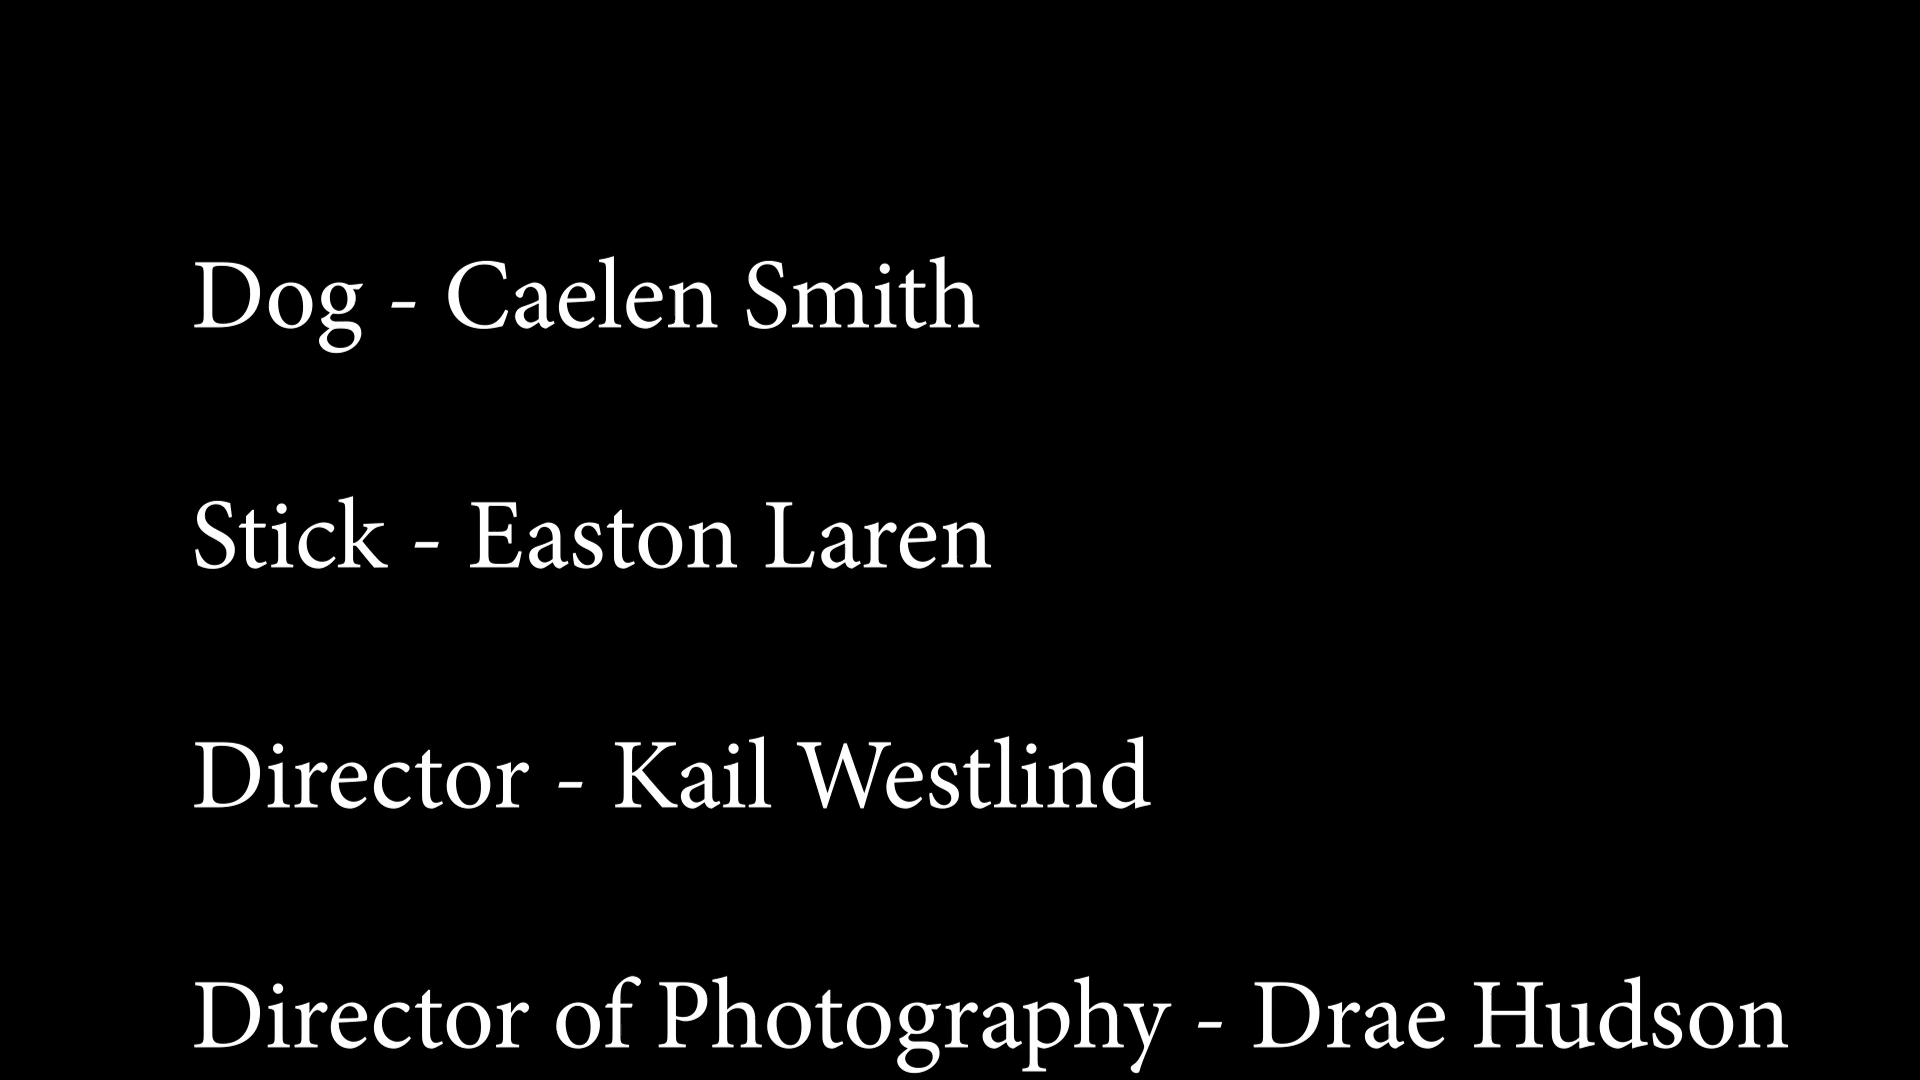 Dog - Caelen Smith
Stick - Easton Laren
Director - Kail Westlind
Director of Photography - Drae Hudson